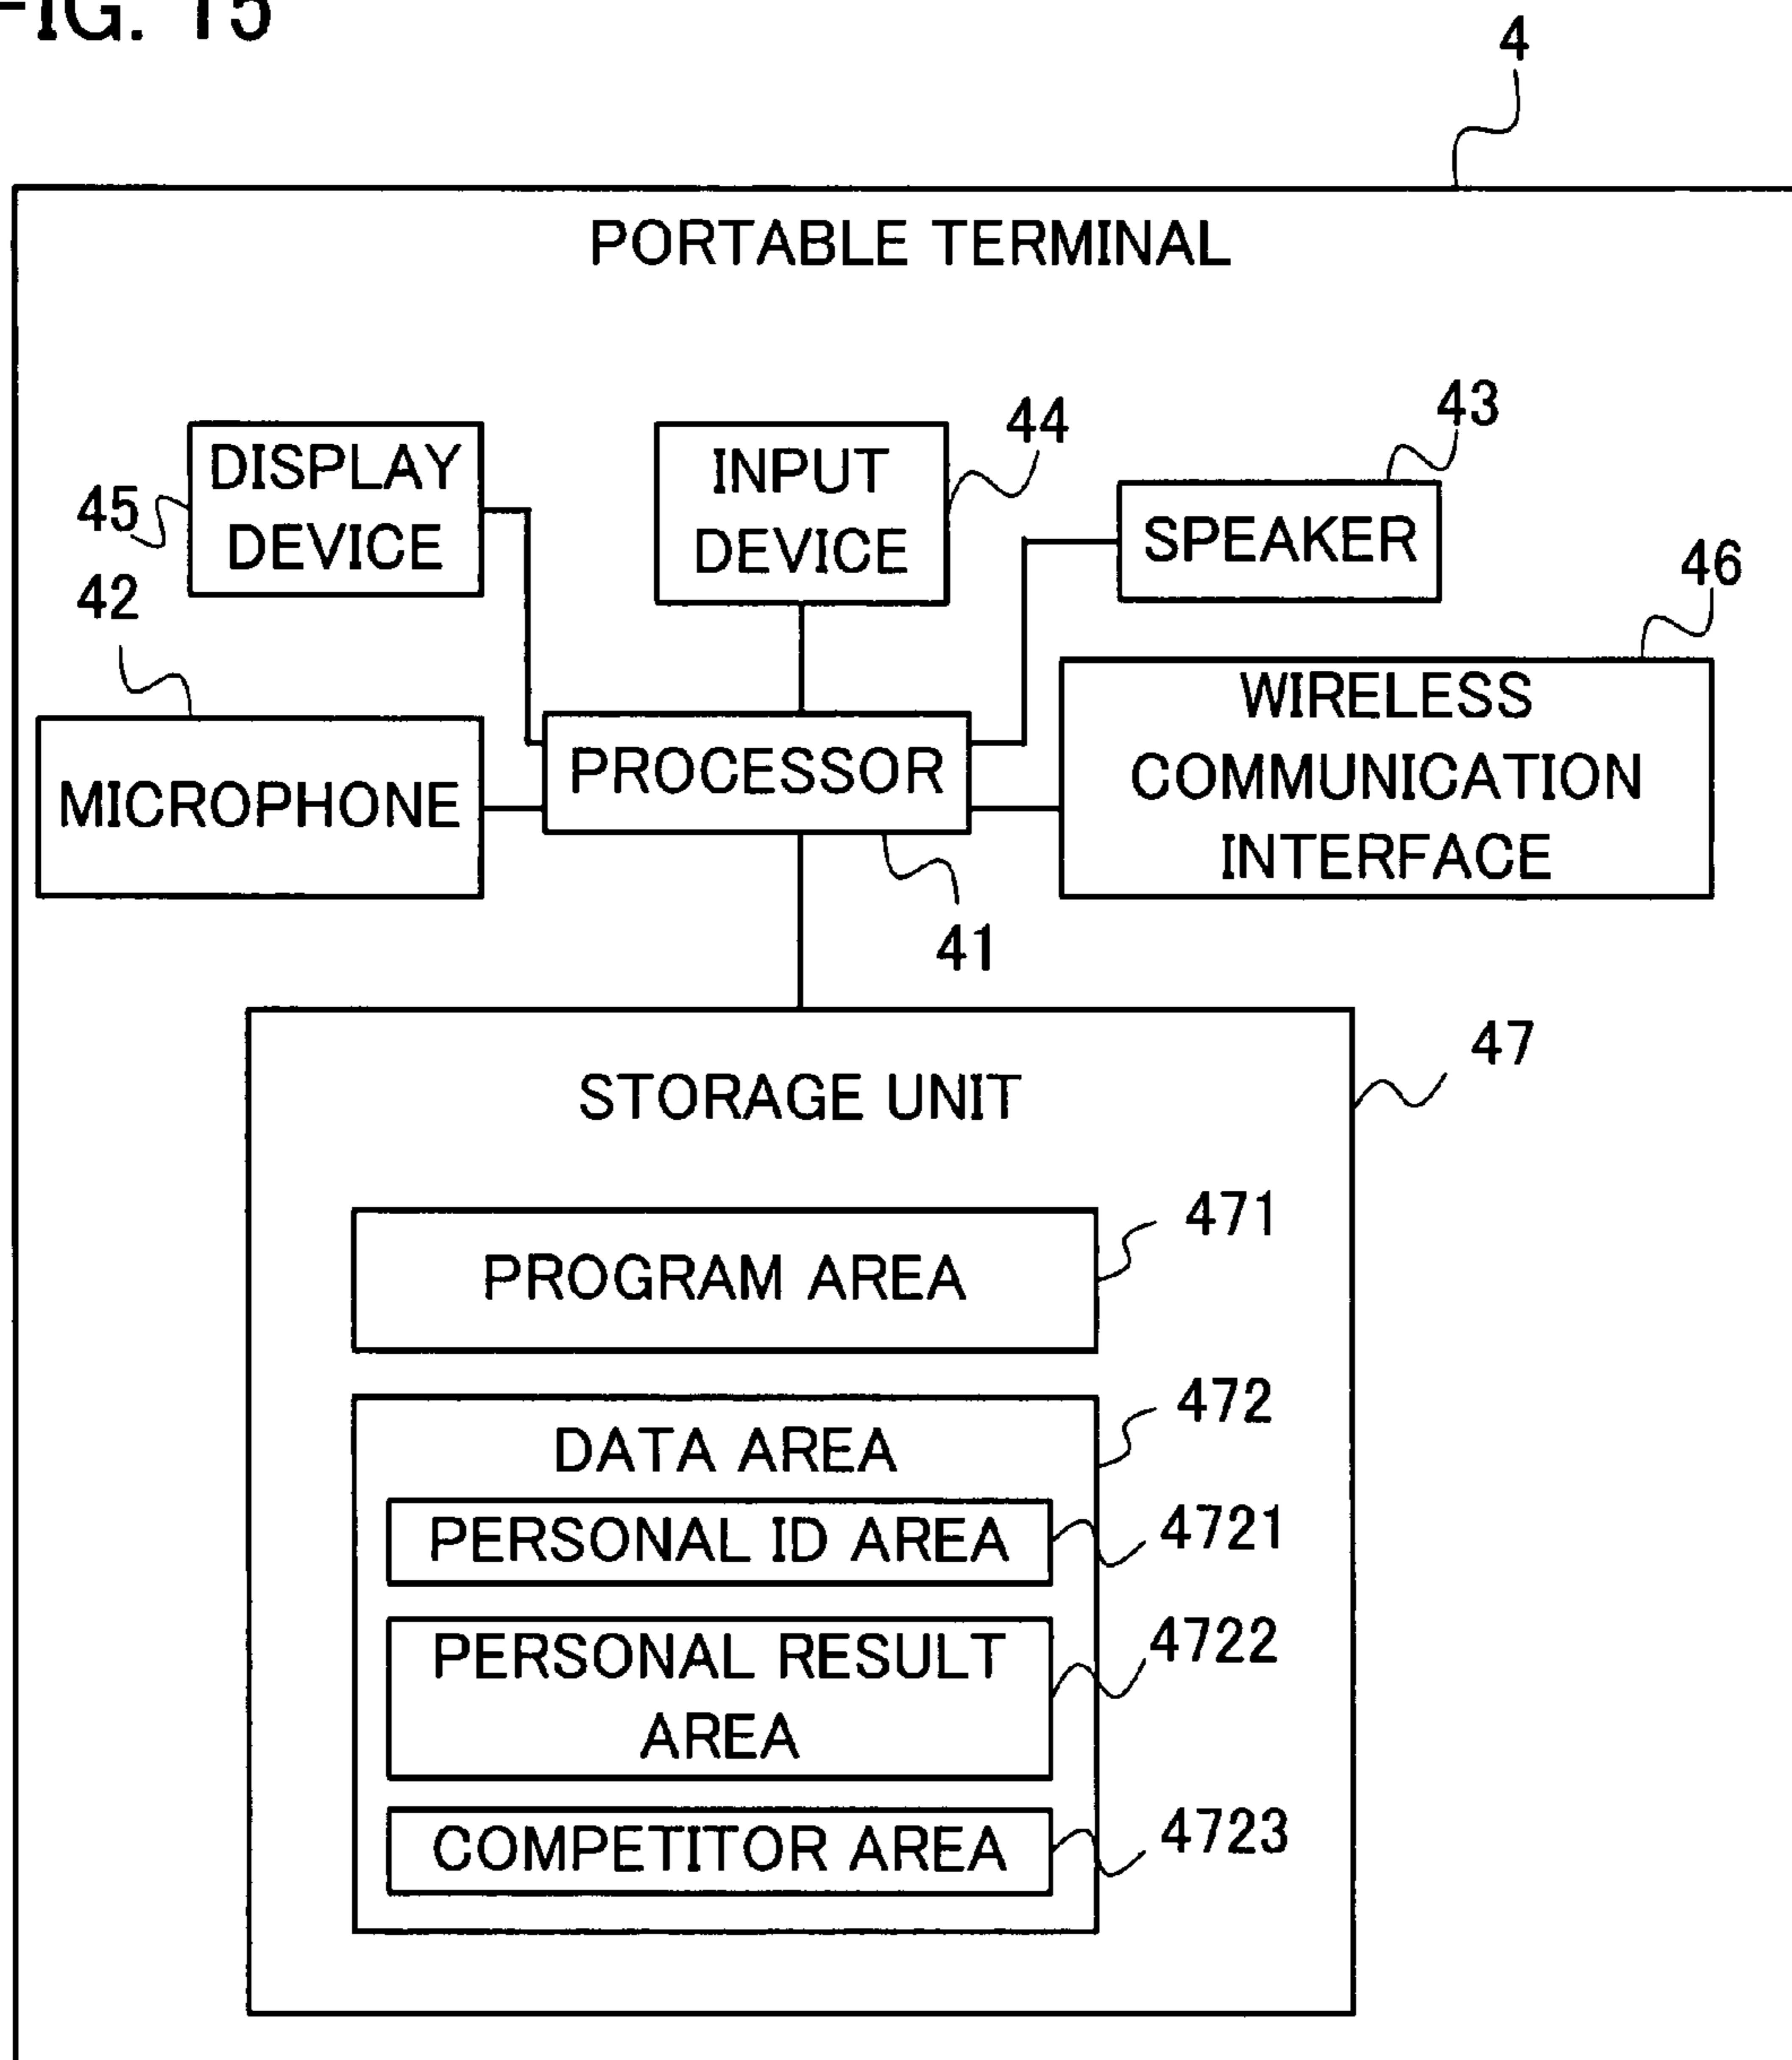 FIG. 15
4
PORTABLE TERMINAL
DISPLAY
DEVICE
45
INPUT
DEVICE
44
SPEAKER
43
42
MICROPHONE
PROCESSOR
41
WIRELESS
COMMUNICATION
INTERFACE
46
STORAGE UNIT
47
PROGRAM AREA
471
DATA AREA
472
PERSONAL ID AREA
4721
PERSONAL RESULT
AREA
4722
COMPETITOR AREA
4723